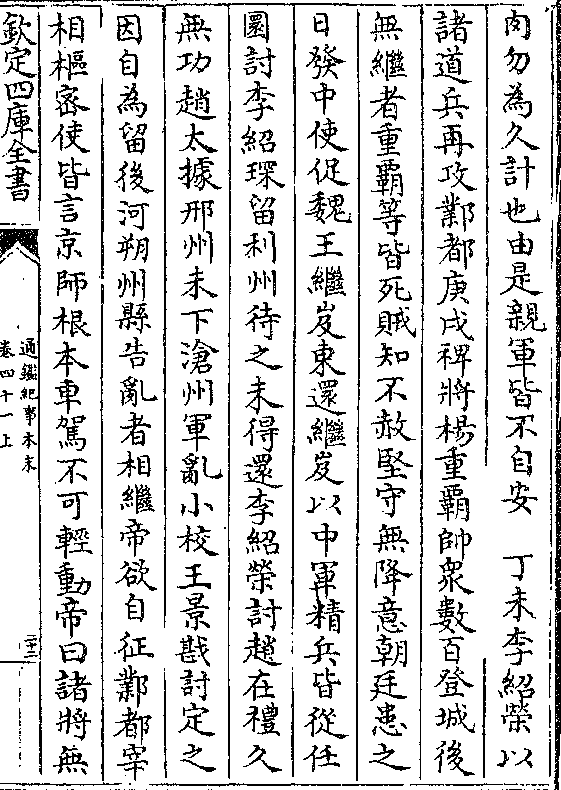 肉勿為久計也由是親軍皆不自安　丁未李紹榮以
諸道兵再攻鄴都庚戌裨將楊重霸帥衆數百登城後
無繼者重霸等皆死賊知不赦堅守無降意朝廷患之
日發中使促魏王繼岌東還繼岌以中軍精兵皆從任
圜討李紹琛留利州待之未得還李紹榮討趙在禮久
無功趙太據邢州未下滄州軍亂小校王景戡討定之
因自為留後河朔州縣告亂者相繼帝欲自征鄴都宰
相樞密使皆言京師根本車駕不可輕動帝曰諸將無
欽定四庫全書
通鑑紀事本末
卷四十一上
二十三